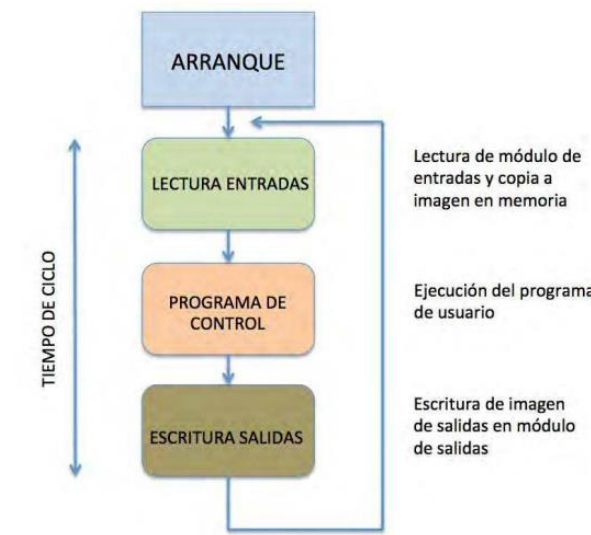 ARRANQUE
LECTURA ENTRADAS
Lectura de módulo de
entradas y copia a
imagen en memoria
TIEMPO DE CICLO
PROGRAMA DE
CONTROL
Ejecución del programa
de usuario
ESCRITURA SALIDAS
Escritura de imagen
de salidas en módulo
de salidas